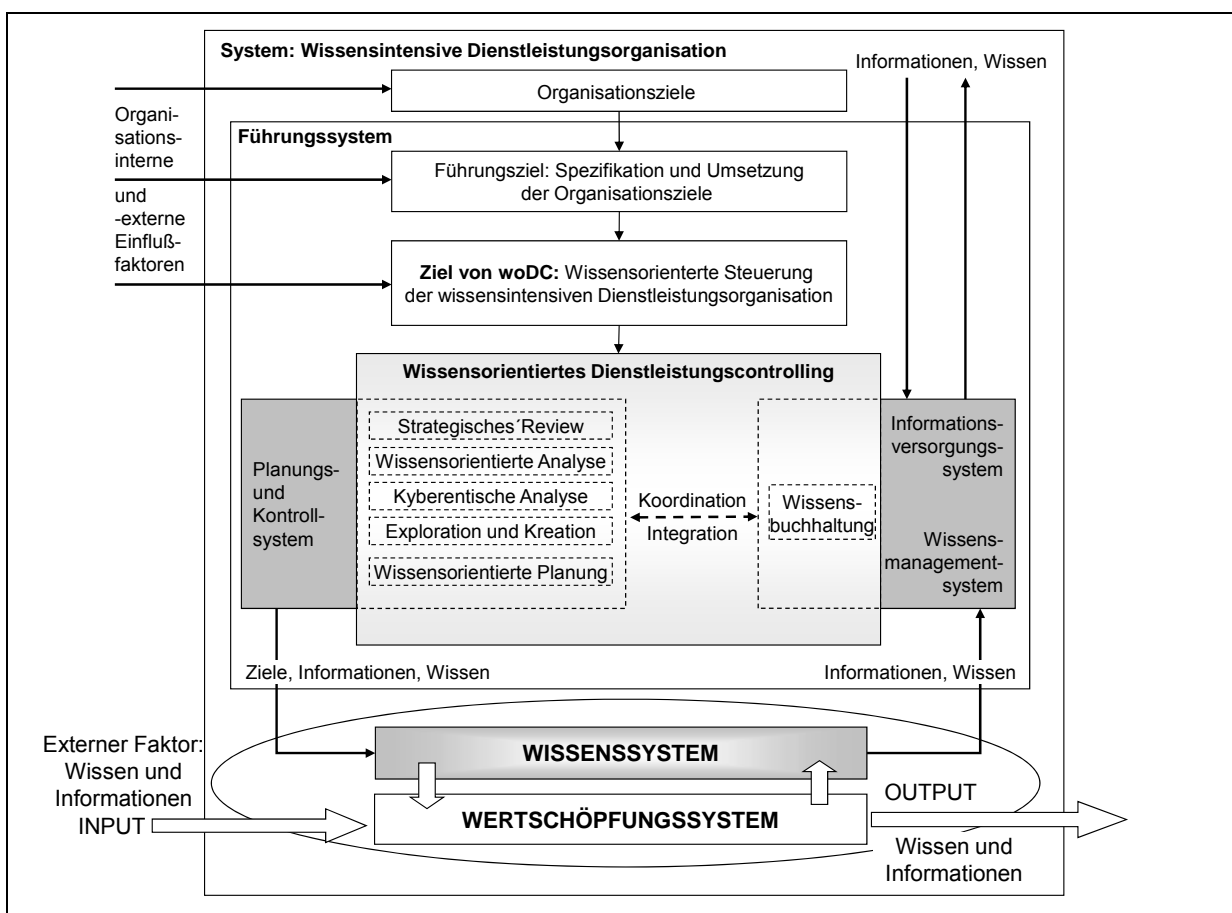 System: Wissensintensive Dienstleistungsorganisation
Informationen, Wissen
Organisationsziele
Organi-
sations-
interne
und
-externe
Einfluß-
faktoren
Führungssystem
Führungsziel: Spezifikation und Umsetzung
der Organisationsziele
Ziel von woDC: Wissensorienterte Steuerung
der wissensintensiven Dienstleistungsorganisation
Wissensorientiertes Dienstleistungscontrolling
Planungs-
und
Kontroll-
system
Strategisches´Review
Wissensorientierte Analyse
Kyberentische Analyse
Exploration und Kreation
Wissensorientierte Planung
Koordination
Integration
Wissens-
buchhaltung
Informations-
versorgungs-
system
Wissens-
management-
system
Ziele, Informationen, Wissen
Informationen, Wissen
Externer Faktor:
Wissen und
Informationen
INPUT
WISSENSSYSTEM
WERTSCHÖPFUNGSSYSTEM
OUTPUT
Wissen und
Informationen